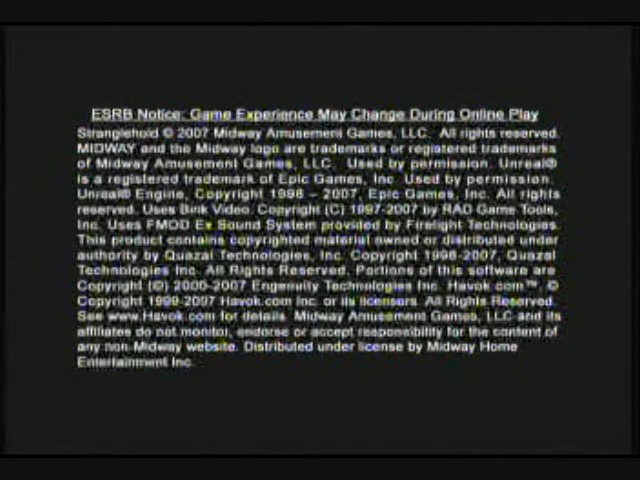 ESRB Notice: Game Experience May Change During Online Play
Stranglehold © 2007 Midway Amusement Games, LLC. All rights reserved.
MIDWAY and the Midway logo are trademarks or registered trademarks
of Midway Amusement Games, LLC. Used by permission. Unreal®
is a registered trademark of Epic Games, Inc. Used by permission.
Unreal® Engine, Copyright 1998 – 2007, Epic Games, Inc. All rights
reserved. Uses Bink Video. Copyright (C) 1997-2007 by RAD Game Tools,
Inc. Uses FMOD Ex Sound System provided by Firelight Technologies.
This product contains copyrighted material owned or distributed under
authority by Quazal Technologies, Inc. Copyright 1998-2007, Quazal
Technologies Inc. All Rights Reserved. Portions of this software are
Copyright (©) 2000-2007 Engenuity Technologies Inc. Havok.com™, ©
Copyright 1999-2007 Havok.com Inc. or its licensors. All Rights Reserved.
See www.Havok.com for details. Midway Amusement Games, LLC and its
affiliates do not monitor, endorse or accept responsibility for the content of
any non-Midway website. Distributed under license by Midway Home
Entertainment Inc.